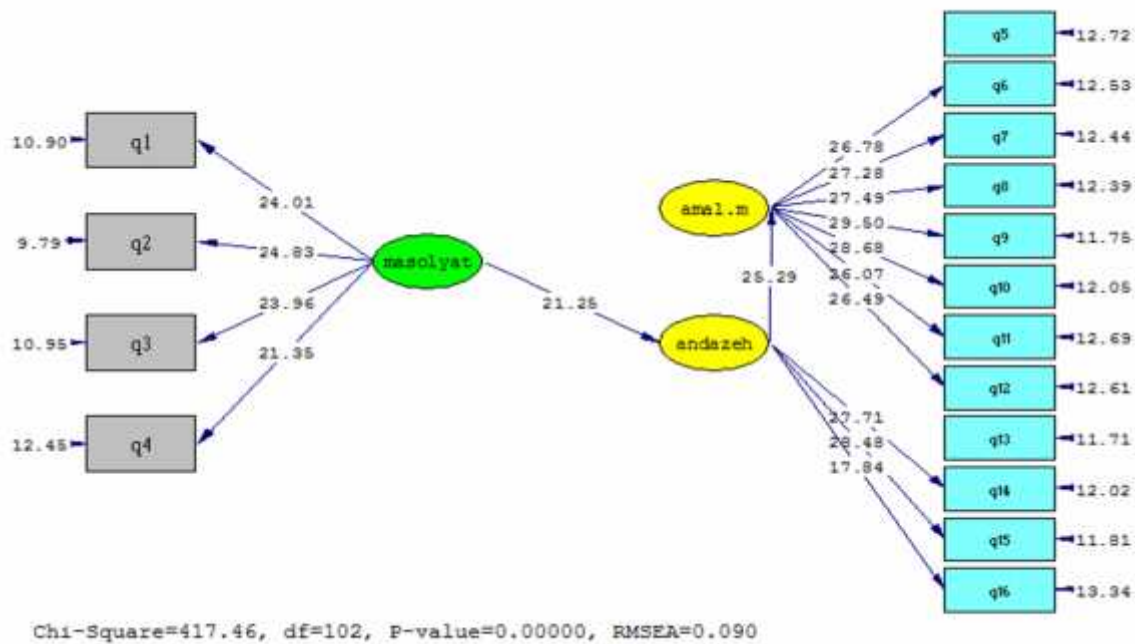 q5 12.72
q6 12.53
10.90 q1 q7 12.44
26.78
27.28 q8 12.39
24.01 amal.m 27.49
9.79 q2 29.50 q9 11.75
24.83 28.68
masolyat 25.29 26.07 q10 12.05
23.96 21.25 26.49
10.95 q3 andazeh q11 12.69
21.35
q12 12.61
27.71
12.45 q4 28.48 q13 11.71
17.84
q14 12.02
q15 11.81
q16 13.34
Chi-Square=417.46, df=102, P-value=0.00000, RMSEA=0.090